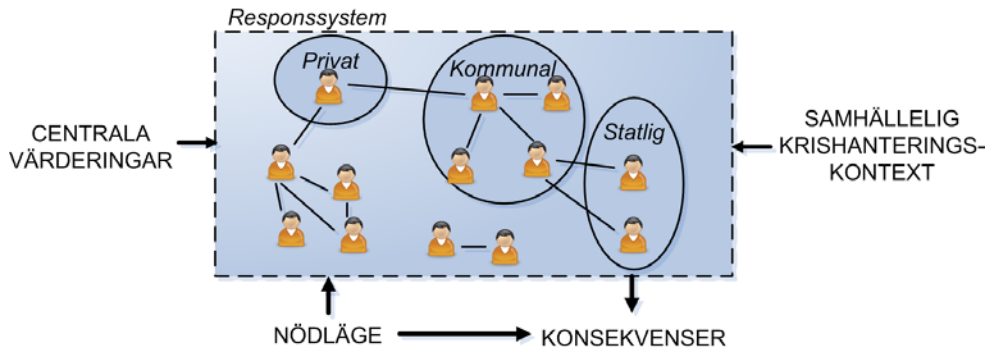 Responssystem
Privat
Kommunal
Statlig
CENTRALA
VÄRDERINGAR
SAMHÄLLELIG
KRISHANTERINGS-
KONTEXT
NÖDLÄGE
KONSEKVENSER